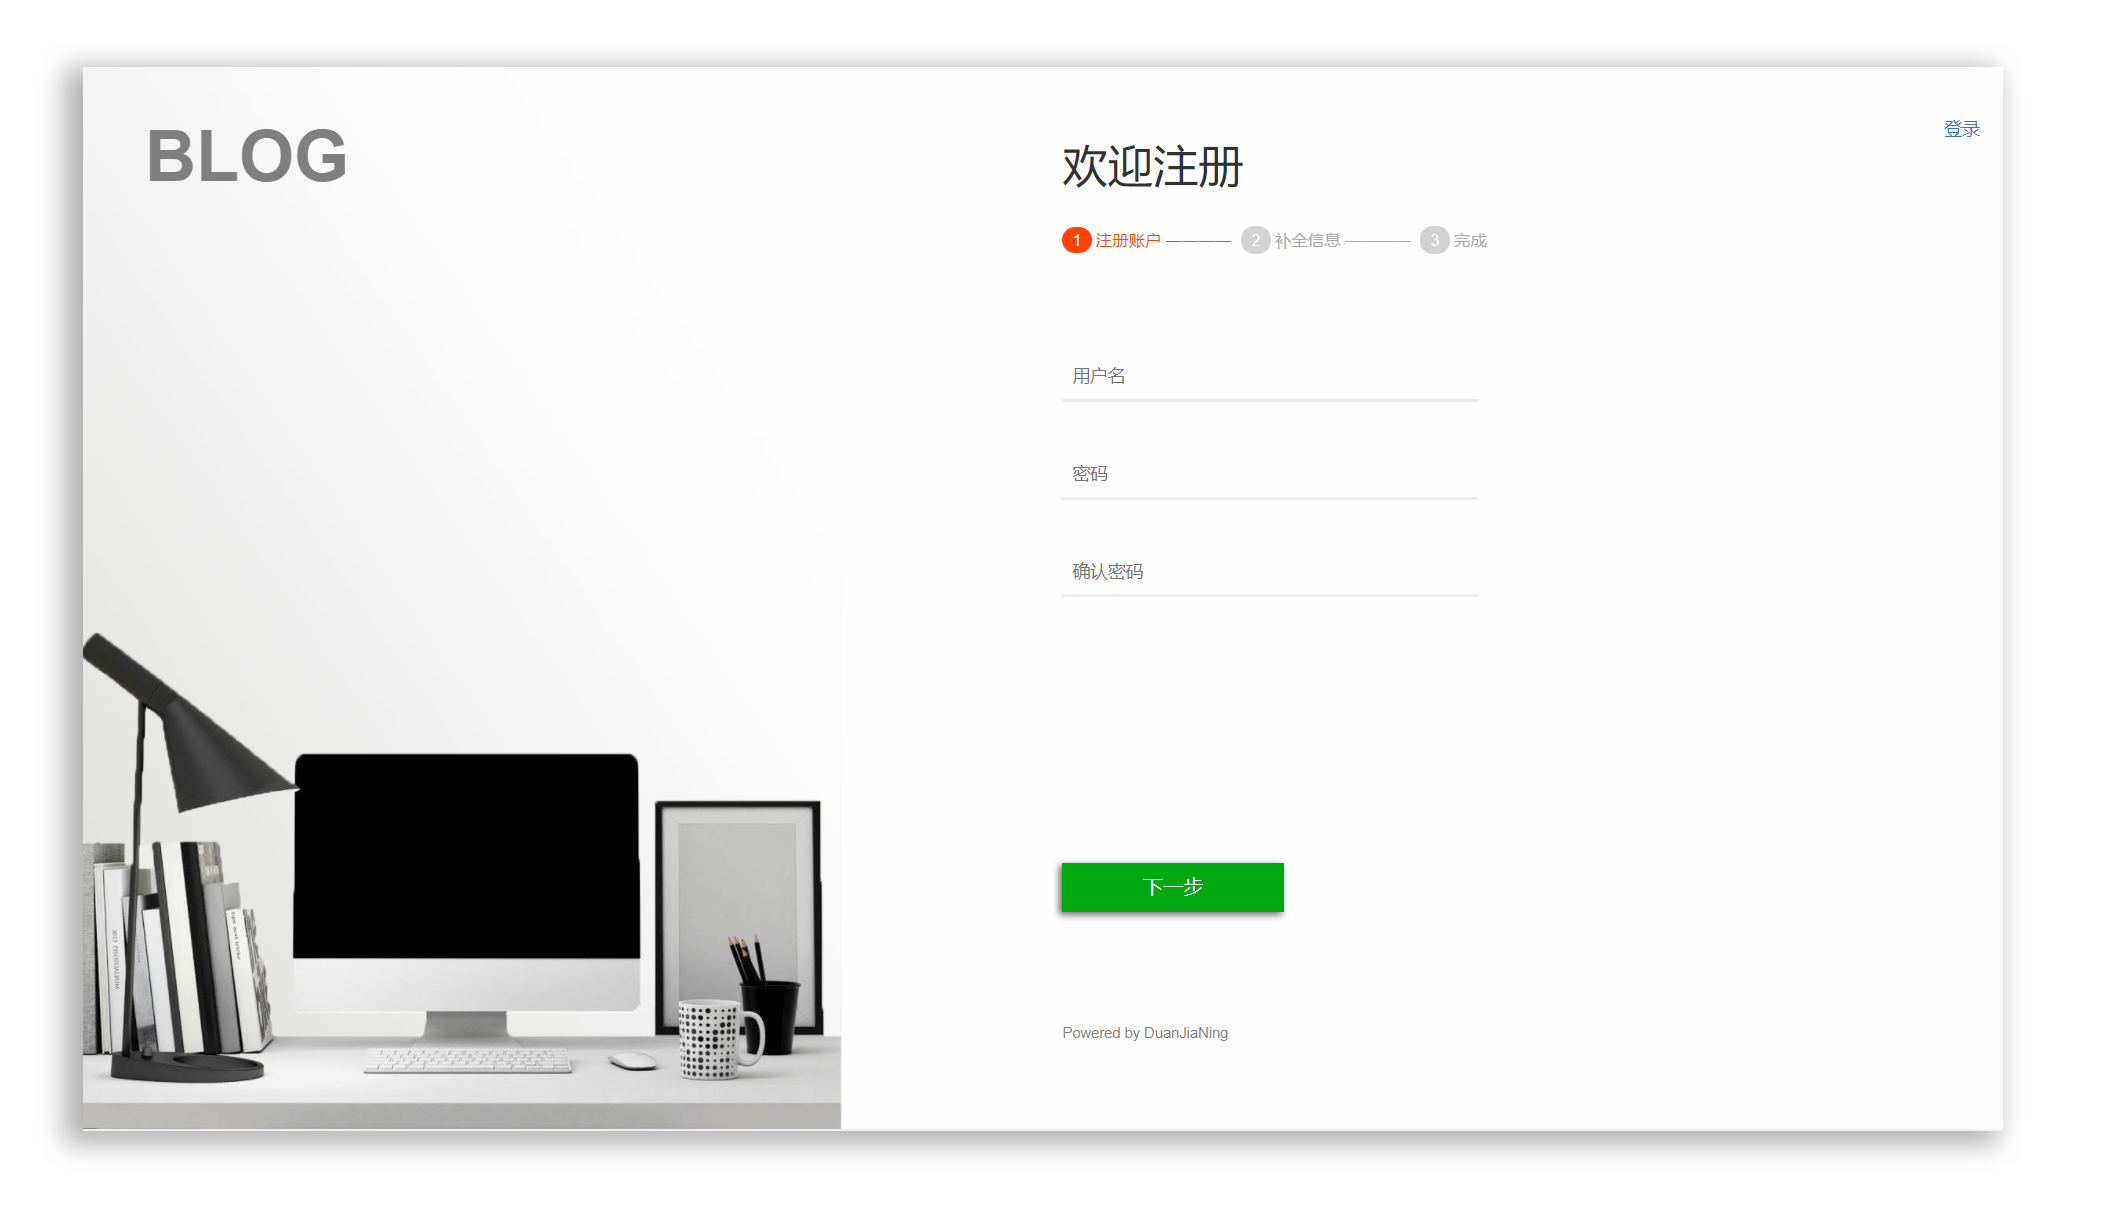 BLOG
登录
欢迎注册
1 注册账户 ———— 2 补全信息 ———— 3 完成
用户名
密码
确认密码
下一步
Powered by DuanJiaNing